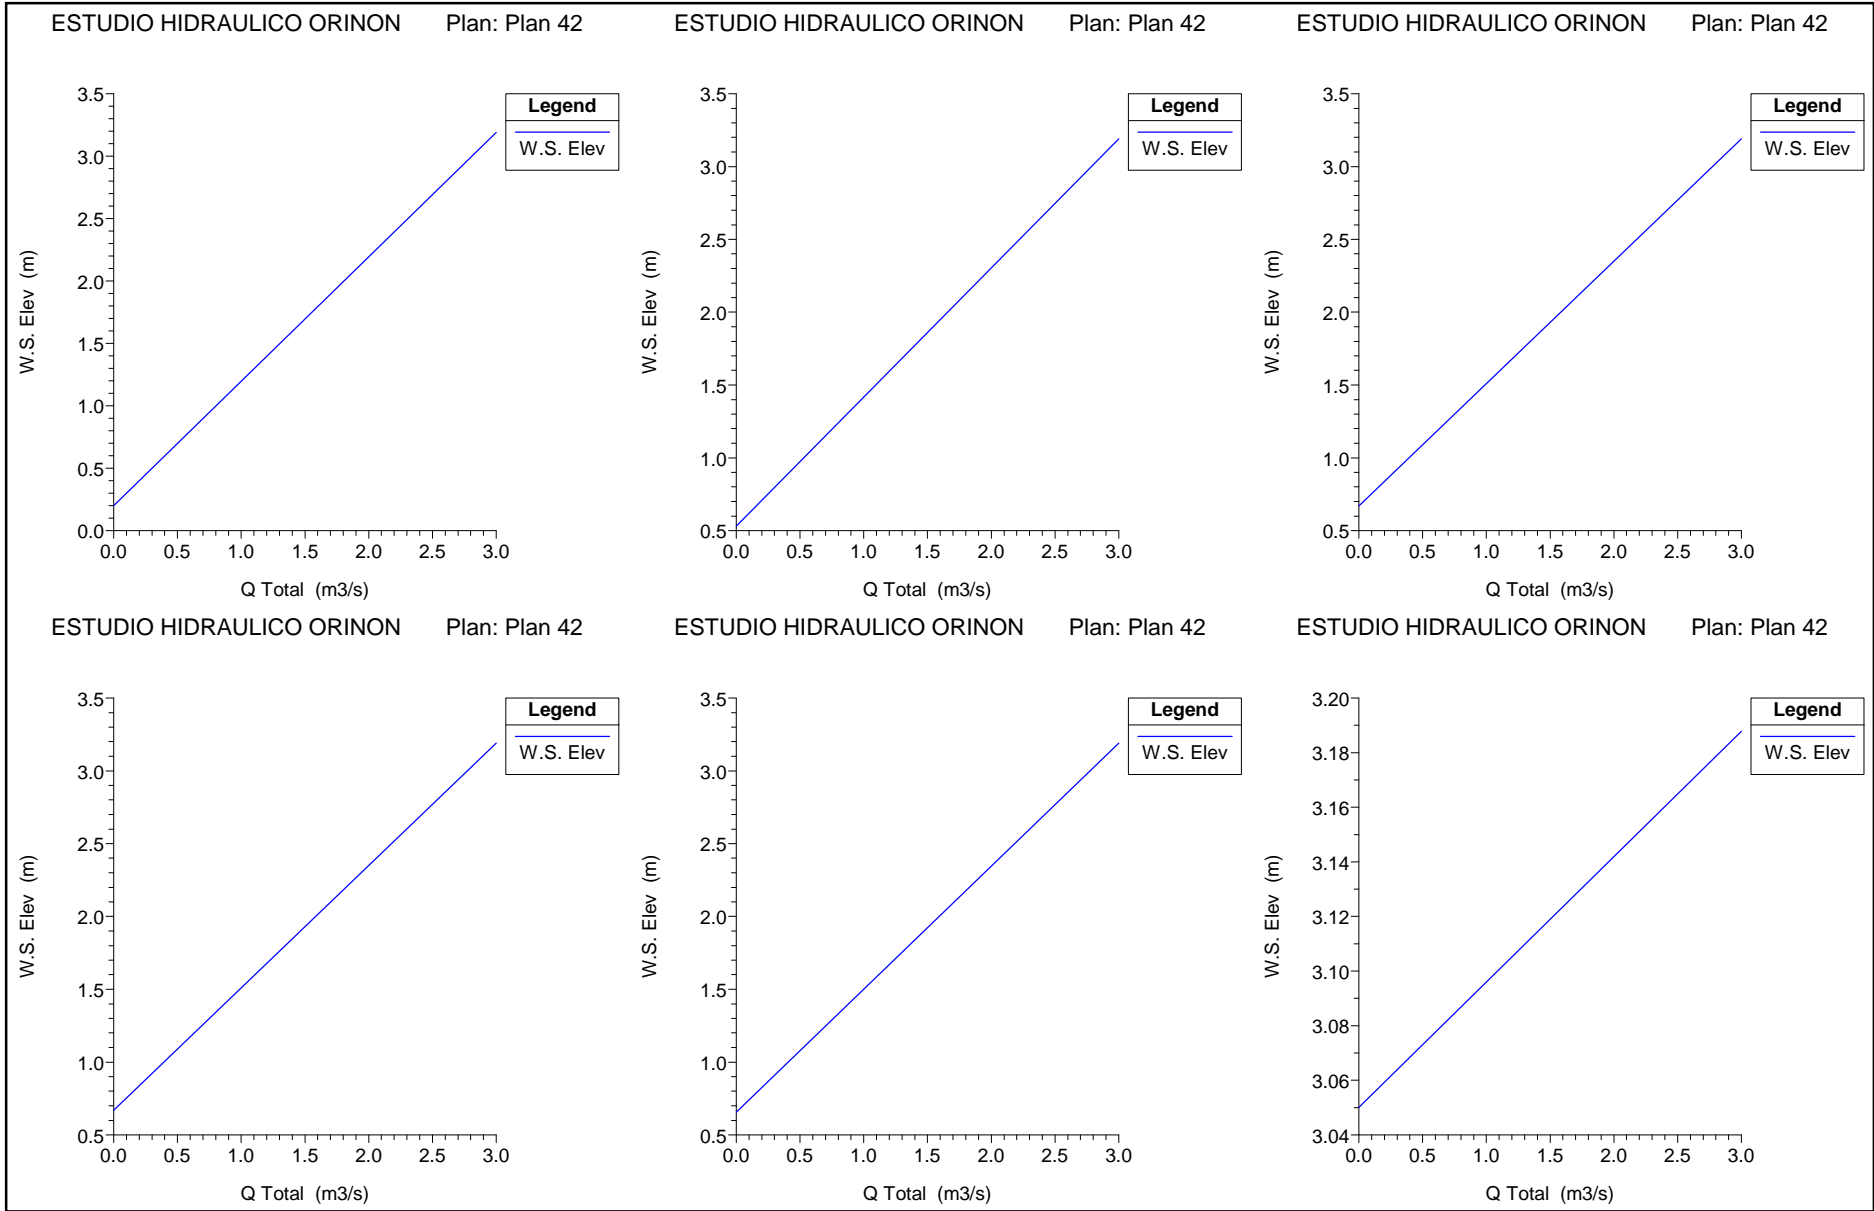 ESTUDIO HIDRAULICO ORINON Plan: Plan 42
Legend
W.S. Elev
W.S. Elev (m)
3.5
3.0
2.5
2.0
1.5
1.0
0.5
0.0
0.0 0.5 1.0 1.5 2.0 2.5 3.0
Q Total (m3/s)
ESTUDIO HIDRAULICO ORINON Plan: Plan 42
Legend
W.S. Elev
W.S. Elev (m)
3.5
3.0
2.5
2.0
1.5
1.0
0.5
0.0 0.5 1.0 1.5 2.0 2.5 3.0
Q Total (m3/s)
ESTUDIO HIDRAULICO ORINON Plan: Plan 42
Legend
W.S. Elev
W.S. Elev (m)
3.5
3.0
2.5
2.0
1.5
1.0
0.5
0.0 0.5 1.0 1.5 2.0 2.5 3.0
Q Total (m3/s)
ESTUDIO HIDRAULICO ORINON Plan: Plan 42
Legend
W.S. Elev
W.S. Elev (m)
3.5
3.0
2.5
2.0
1.5
1.0
0.5
0.0 0.5 1.0 1.5 2.0 2.5 3.0
Q Total (m3/s)
ESTUDIO HIDRAULICO ORINON Plan: Plan 42
Legend
W.S. Elev
W.S. Elev (m)
3.5
3.0
2.5
2.0
1.5
1.0
0.5
0.0 0.5 1.0 1.5 2.0 2.5 3.0
Q Total (m3/s)
ESTUDIO HIDRAULICO ORINON Plan: Plan 42
Legend
W.S. Elev
W.S. Elev (m)
3.20
3.18
3.16
3.14
3.12
3.10
3.08
3.06
3.04
0.0 0.5 1.0 1.5 2.0 2.5 3.0
Q Total (m3/s)